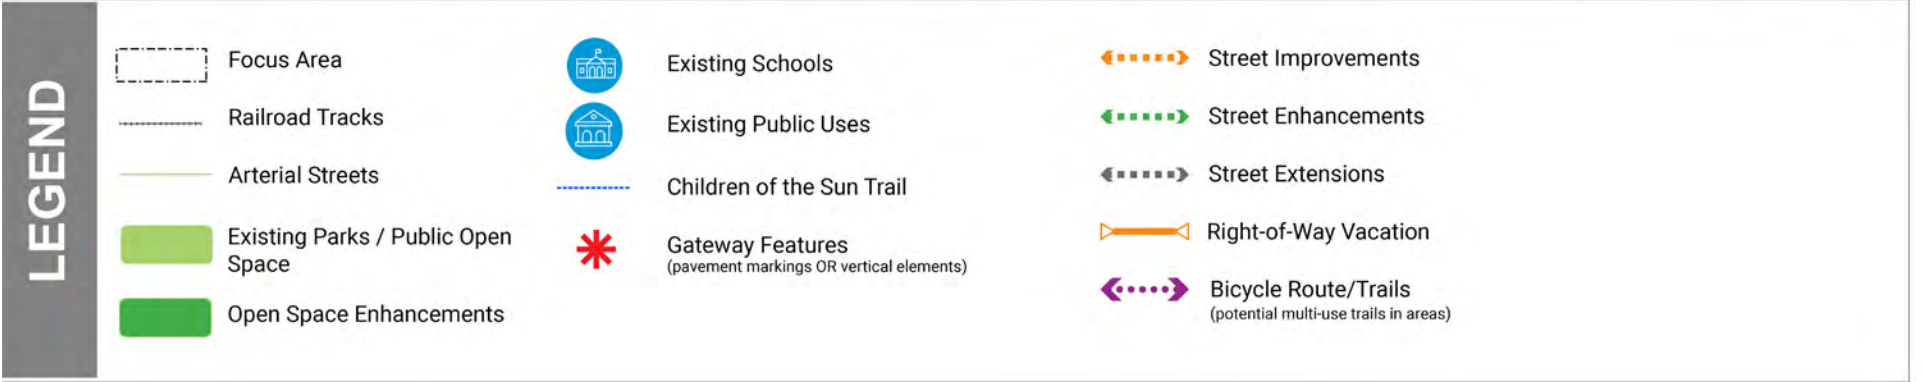 LEGEND
Focus Area
Railroad Tracks
Arterial Streets
Existing Parks / Public Open
Space
Open Space Enhancements
Existing Schools
Existing Public Uses
Children of the Sun Trail
Gateway Features
(pavement markings OR vertical elements)
Street Improvements
Street Enhancements
Street Extensions
Right-of-Way Vacation
Bicycle Route/Trails
(potential multi-use trails in areas)